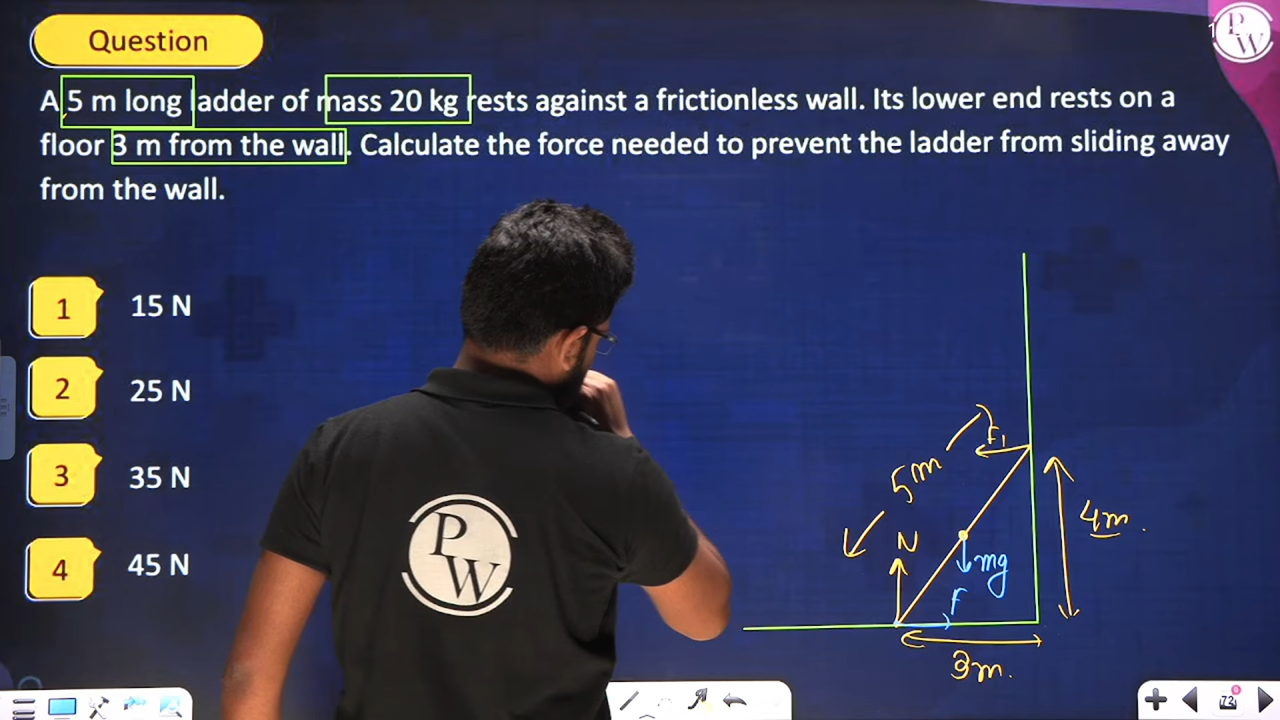 Question
A 5 m long ladder of mass 20 kg rests against a frictionless wall. Its lower end rests on a
floor 3 m from the wall. Calculate the force needed to prevent the ladder from sliding away
from the wall.
1 15 N
2 25 N
3 35 N
4 45 N
F₁
5m
4m.
N
mg
F
3m.
P
W
P
W
72